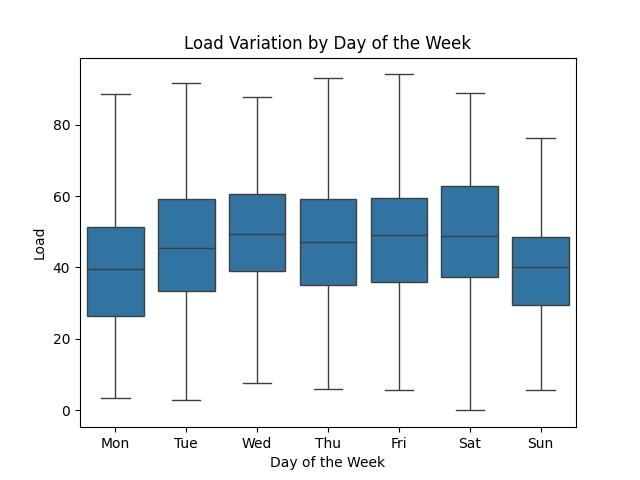 Load Variation by Day of the Week
Load
80
60
40
20
0
Mon Tue Wed Thu Fri Sat Sun
Day of the Week